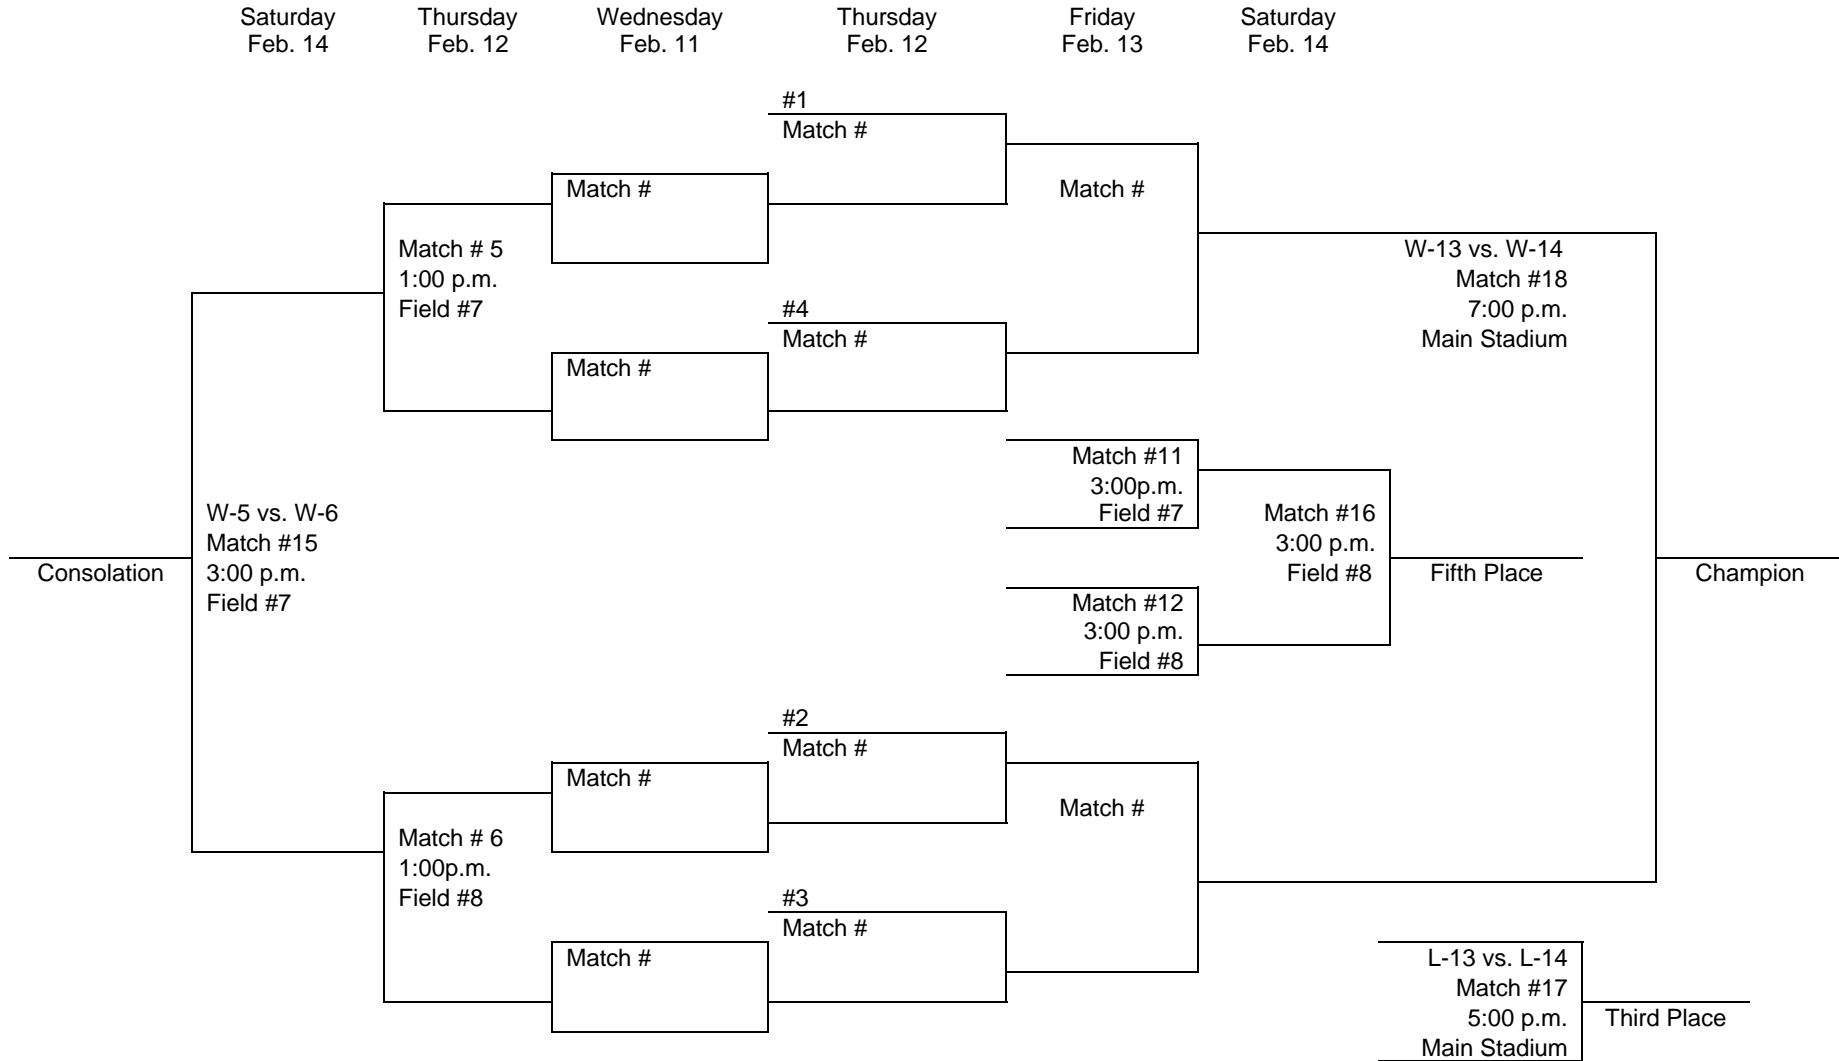 Saturday
Feb. 14
Thursday
Feb. 12
Wednesday
Feb. 11
Thursday
Feb. 12
Friday
Feb. 13
Saturday
Feb. 14
#1
Match #
Match #
Match #
Match # 5
1:00 p.m.
Field #7
W-13 vs. W-14
Match #18
7:00 p.m.
Main Stadium
#4
Match #
Match #
Match #11
3:00p.m.
Field #7
W-5 vs. W-6
Match #15
3:00 p.m.
Field #7
Consolation
Match #16
3:00 p.m.
Field #8
Fifth Place
Champion
Match #12
3:00 p.m.
Field #8
#2
Match #
Match #
Match #
Match # 6
1:00p.m.
Field #8
#3
Match #
Match #
L-13 vs. L-14
Match #17
5:00 p.m.
Main Stadium
Third Place